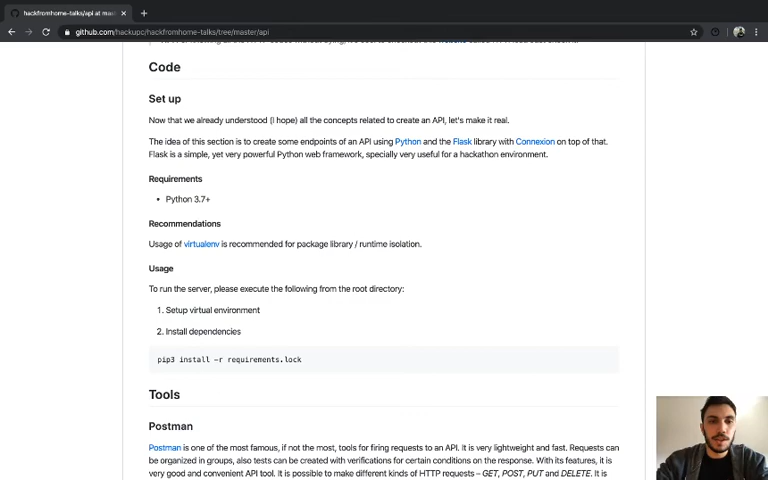 hackfromhome-talks/api at mas
github.com/hackupc/hackfromhome-talks/tree/master/api
Code
Set up
Now that we already understood (I hope) all the concepts related to create an API, let's make it real.
The idea of this section is to create some endpoints of an API using Python and the Flask library with Connexion on top of that.
Flask is a simple, yet very powerful Python web framework, specially very useful for a hackathon environment.
Requirements
• Python 3.7+
Recommendations
Usage of virtualenv is recommended for package library / runtime isolation.
Usage
To run the server, please execute the following from the root directory:
1. Setup virtual environment
2. Install dependencies
pip3 install -r requirements.lock
Tools
Postman
Postman is one of the most famous, if not the most, tools for firing requests to an API. It is very lightweight and fast. Requests can
be organized in groups, also tests can be created with verifications for certain conditions on the response. With its features, it is
very good and convenient API tool. It is possible to make different kinds of HTTP requests – GET, POST, PUT and DELETE. It is